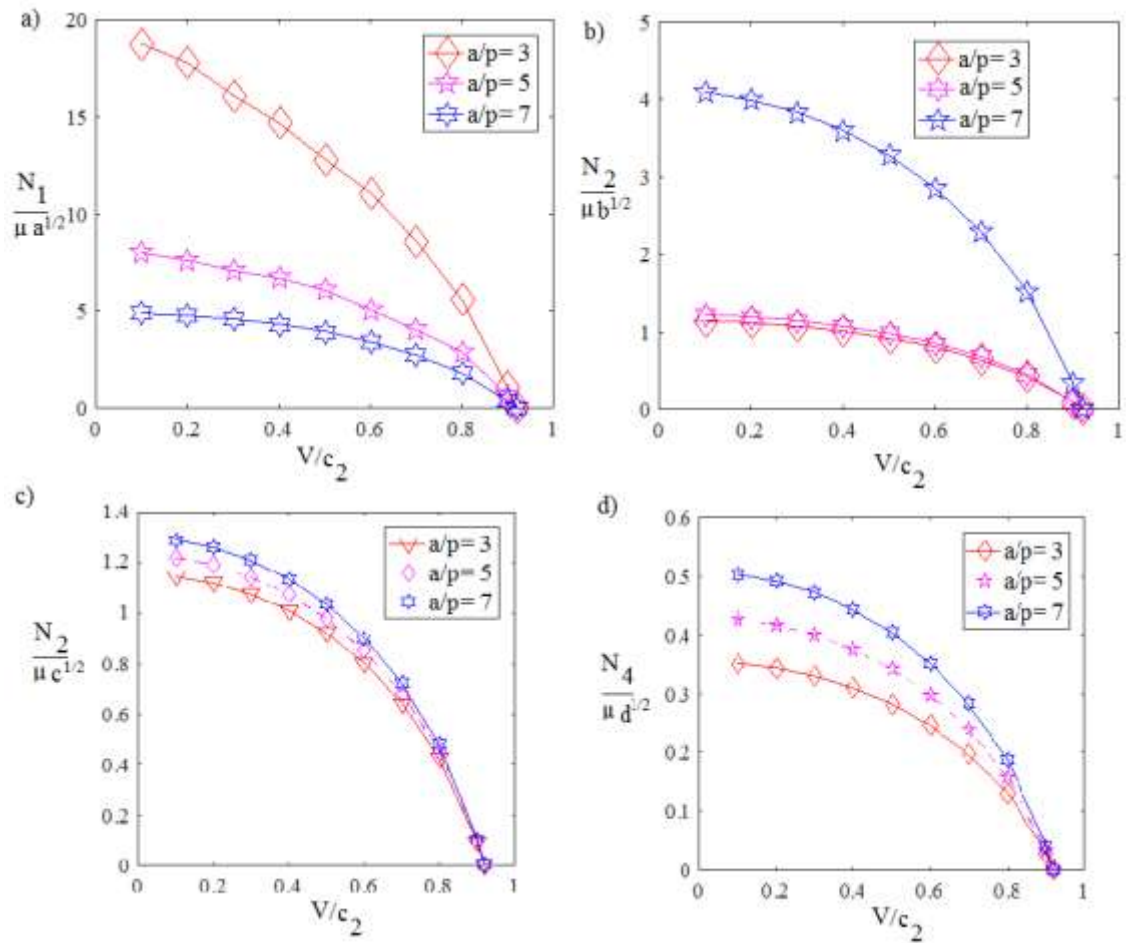 a)
20
15
10
5
0
N1
μ a^1/2
a/p= 3
a/p= 5
a/p= 7
0 0.2 0.4 0.6 0.8 1
V/c2
b)
5
4
3
2
1
0
N2
μ b^1/2
a/p= 3
a/p= 5
a/p= 7
0 0.2 0.4 0.6 0.8 1
V/c2
c)
1.4
1.2
1
0.8
0.6
0.4
0.2
0
N2
μ c^1/2
a/p= 3
a/p= 5
a/p= 7
0 0.2 0.4 0.6 0.8 1
V/c2
d)
0.6
0.5
0.4
0.3
0.2
0.1
0
N4
μ d^1/2
a/p= 3
a/p= 5
a/p= 7
0 0.2 0.4 0.6 0.8 1
V/c2